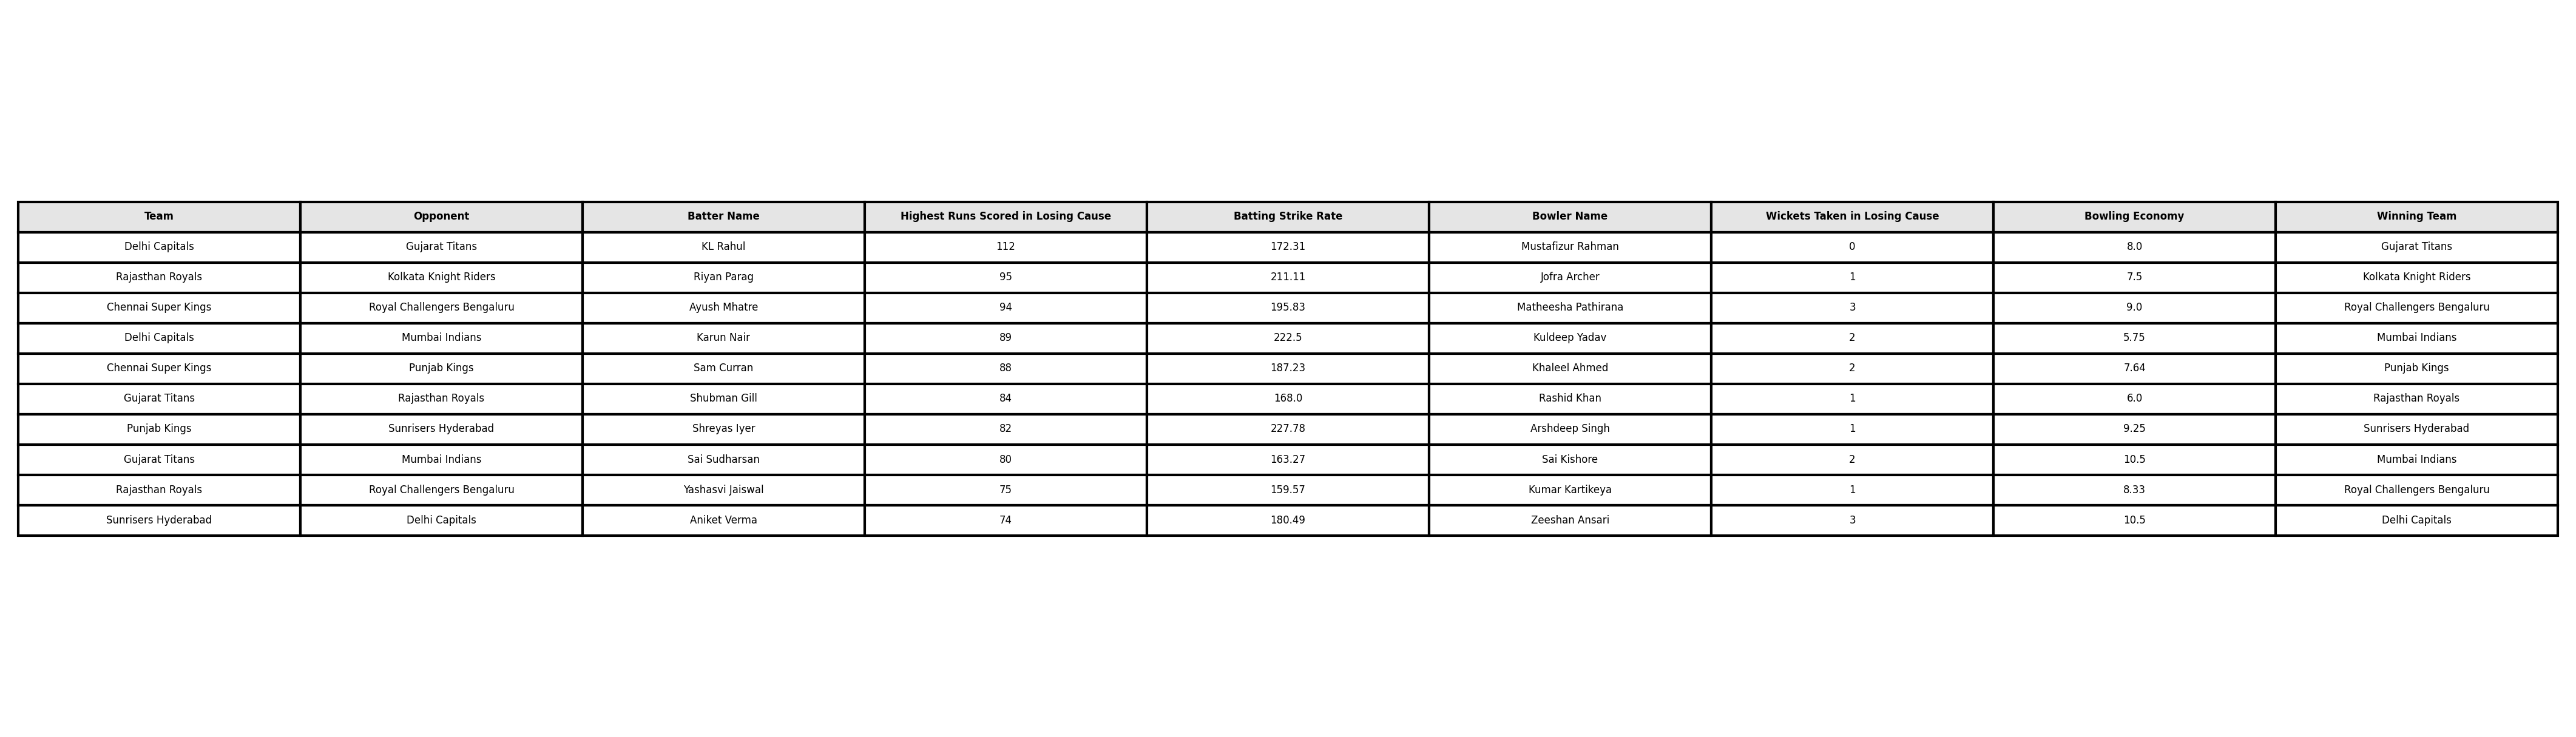 Team Opponent Batter Name Highest Runs Scored in Losing Cause Batting Strike Rate Bowler Name Wickets Taken in Losing Cause Bowling Economy Winning Team
Delhi Capitals Gujarat Titans KL Rahul 112 172.31 Mustafizur Rahman 0 8.0 Gujarat Titans
Rajasthan Royals Kolkata Knight Riders Riyan Parag 95 211.11 Jofra Archer 1 7.5 Kolkata Knight Riders
Chennai Super Kings Royal Challengers Bengaluru Ayush Mhatre 94 195.83 Matheesha Pathirana 3 9.0 Royal Challengers Bengaluru
Delhi Capitals Mumbai Indians Karun Nair 89 222.5 Kuldeep Yadav 2 5.75 Mumbai Indians
Chennai Super Kings Punjab Kings Sam Curran 88 187.23 Khaleel Ahmed 2 7.64 Punjab Kings
Gujarat Titans Rajasthan Royals Shubman Gill 84 168.0 Rashid Khan 1 6.0 Rajasthan Royals
Punjab Kings Sunrisers Hyderabad Shreyas Iyer 82 227.78 Arshdeep Singh 1 9.25 Sunrisers Hyderabad
Gujarat Titans Mumbai Indians Sai Sudharsan 80 163.27 Sai Kishore 2 10.5 Mumbai Indians
Rajasthan Royals Royal Challengers Bengaluru Yashasvi Jaiswal 75 159.57 Kumar Kartikeya 1 8.33 Royal Challengers Bengaluru
Sunrisers Hyderabad Delhi Capitals Aniket Verma 74 180.49 Zeeshan Ansari 3 10.5 Delhi Capitals